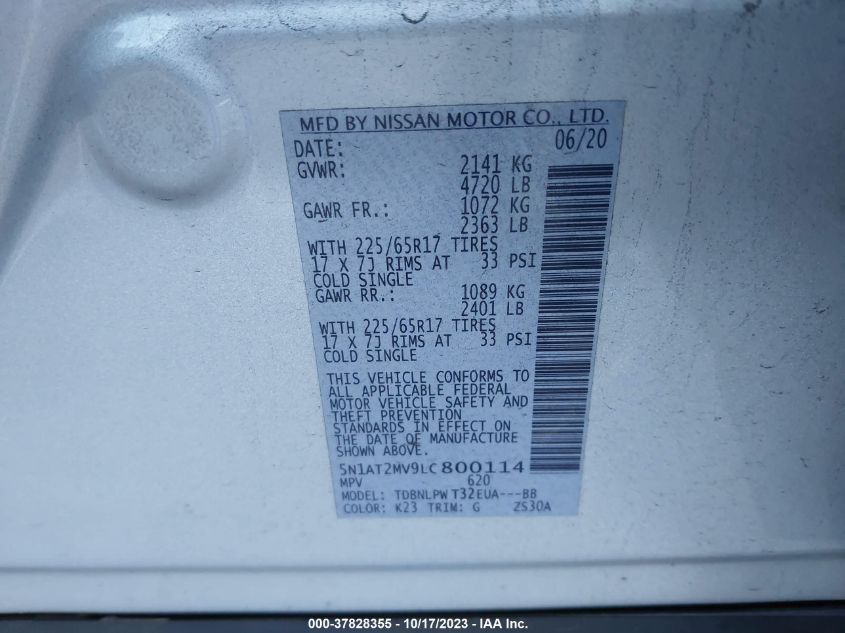 MFD BY NISSAN MOTOR CO., LTD.
DATE: 06/20
GVWR: 2141 KG
4720 LB
GAWR FR.: 1072 KG
2363 LB
WITH 225/65R17 TIRES
17 X 7J RIMS AT 33 PSI
COLD SINGLE
GAWR RR.: 1089 KG
2401 LB
WITH 225/65R17 TIRES
17 X 7J RIMS AT 33 PSI
COLD SINGLE
THIS VEHICLE CONFORMS TO
ALL APPLICABLE FEDERAL
MOTOR VEHICLE SAFETY AND
THEFT PREVENTION
STANDARDS IN EFFECT ON
THE DATE OF MANUFACTURE
SHOWN ABOVE.
5N1AT2MV9LC800114
MPV 620
MODEL: TDBNLPW T32EUA---BB
COLOR: K23 TRIM: G ZS30A
000-37828355 - 10/17/2023 - IAA Inc.